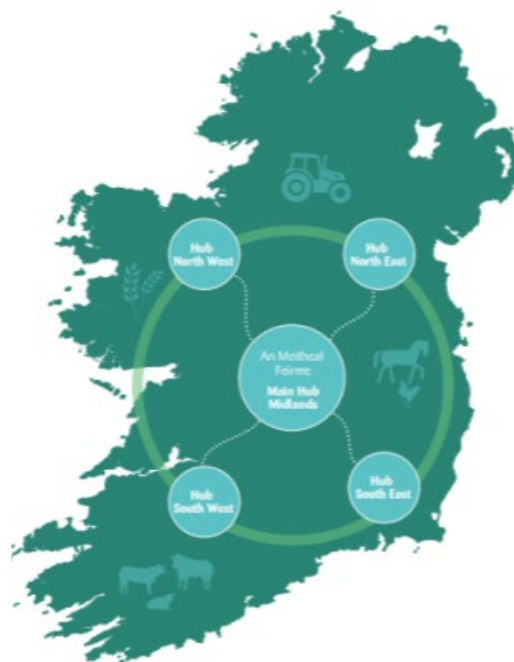 Hub
North West
Hub
North East
An Meitheal
Feirme
Main Hub
Midlands
Hub
South West
Hub
South East